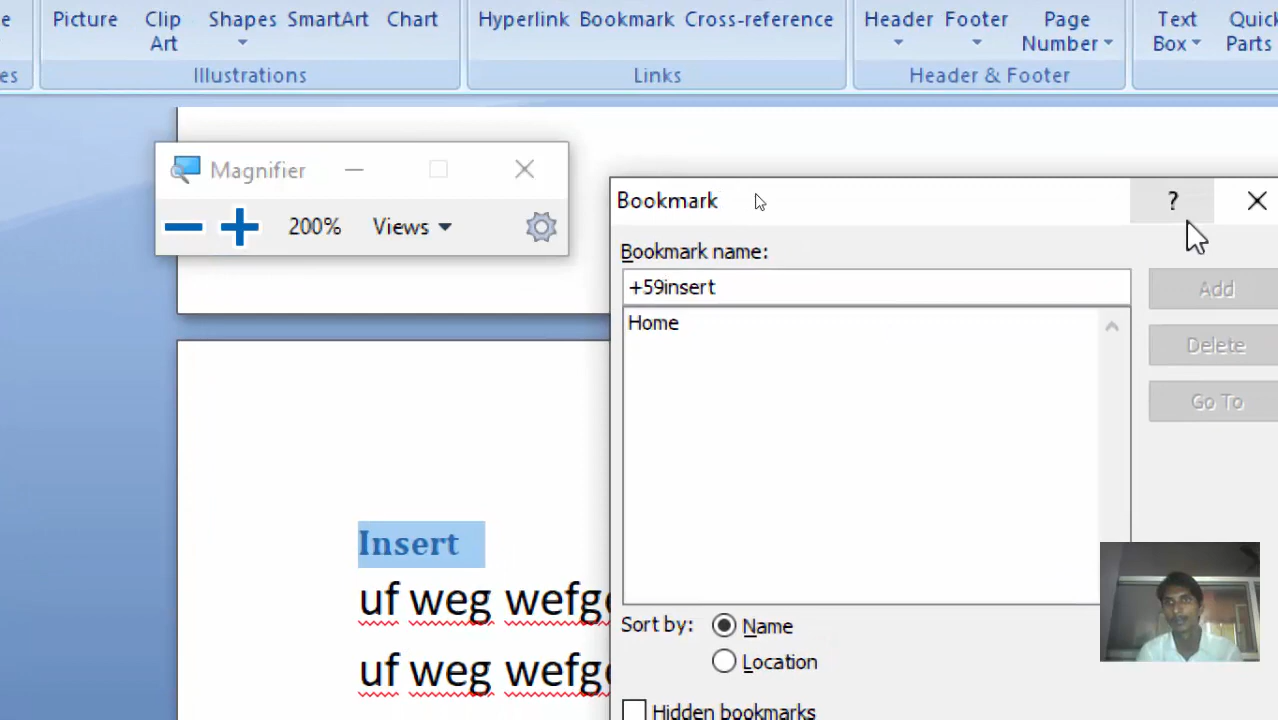 Picture Clip Art Shapes SmartArt Chart Hyperlink Bookmark Cross-reference Header Footer Page Number Text Box Quick Parts
es Illustrations Links Header & Footer
Magnifier
200% Views
Bookmark ?
Bookmark name:
+59insert
Add
Home
Delete
Go To
Insert
uf weg
uf weg
Sort by: Name
Location
Hidden bookmarks